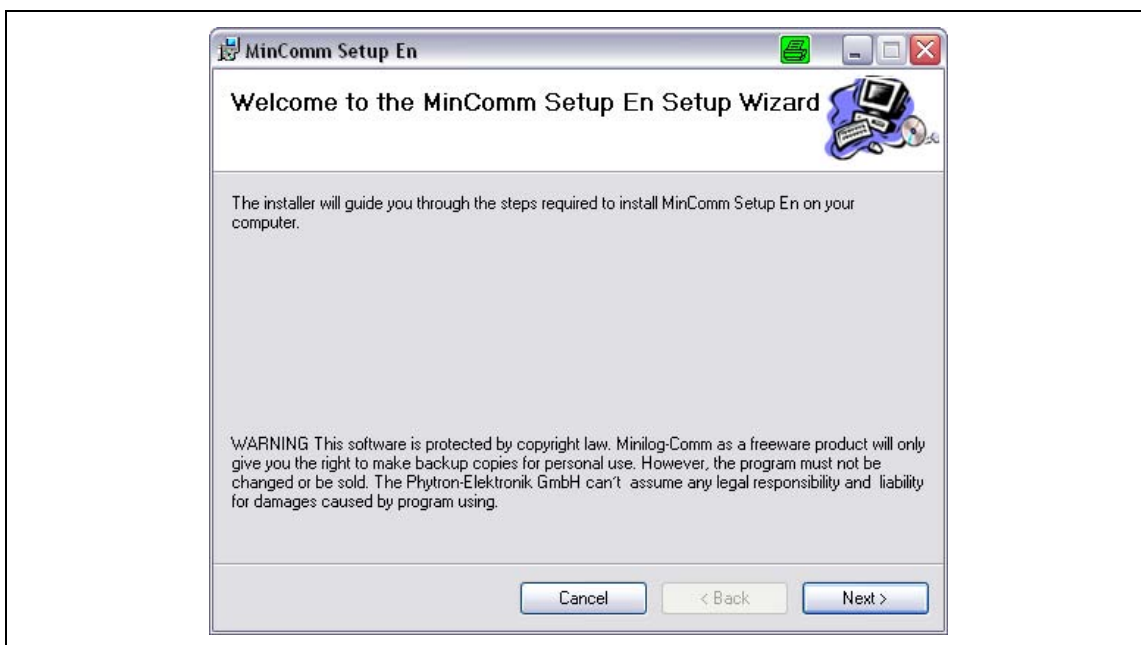 MinComm Setup En
Welcome to the MinComm Setup En Setup Wizard
The installer will guide you through the steps required to install MinComm Setup En on your
computer.
WARNING This software is protected by copyright law. Minilog-Comm as a freeware product will only
give you the right to make backup copies for personal use. However, the program must not be
changed or be sold. The Phytron-Elektronik GmbH can´t  assume any legal responsibility and  liability
for damages caused by program using.
Cancel
< Back
Next >